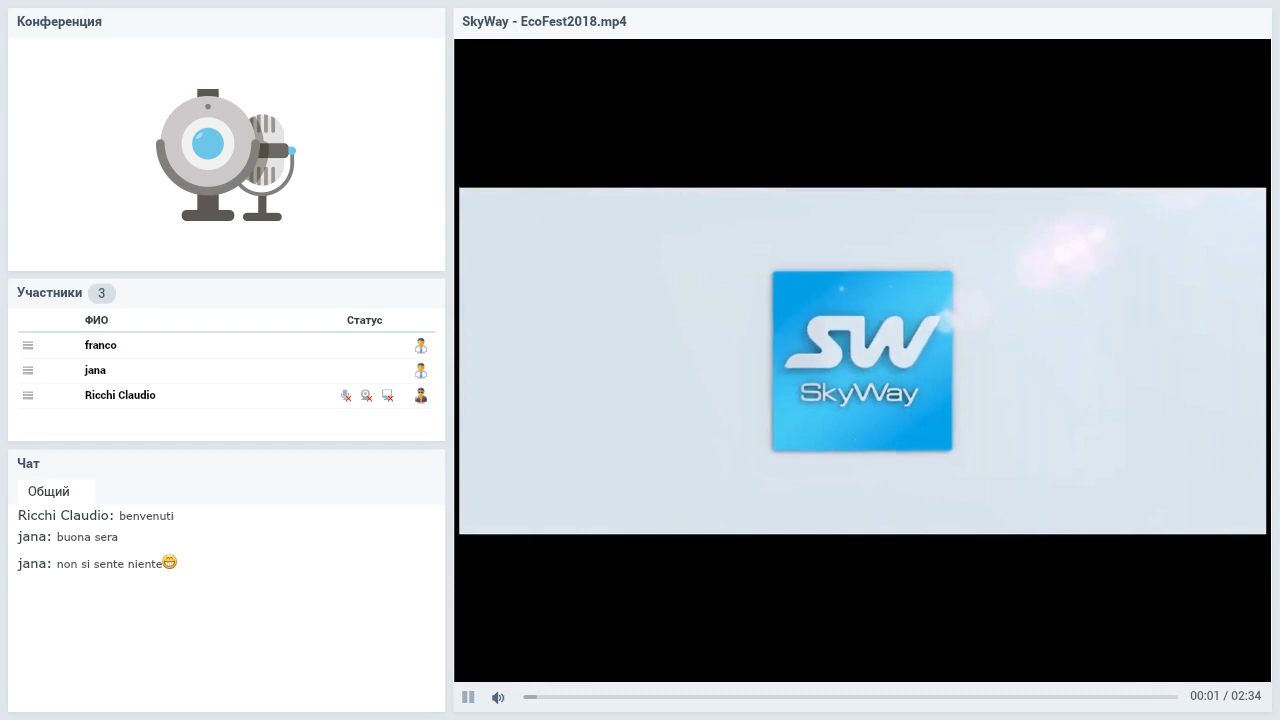 Конференция
Участники 3
ФИО Статус
franco
jana
Ricchi Claudio
Чат
Общий
Ricchi Claudio: benvenuti
jana: buona sera
jana: non si sente niente
SkyWay - EcoFest2018.mp4
SW
SkyWay
00:01 / 02:34